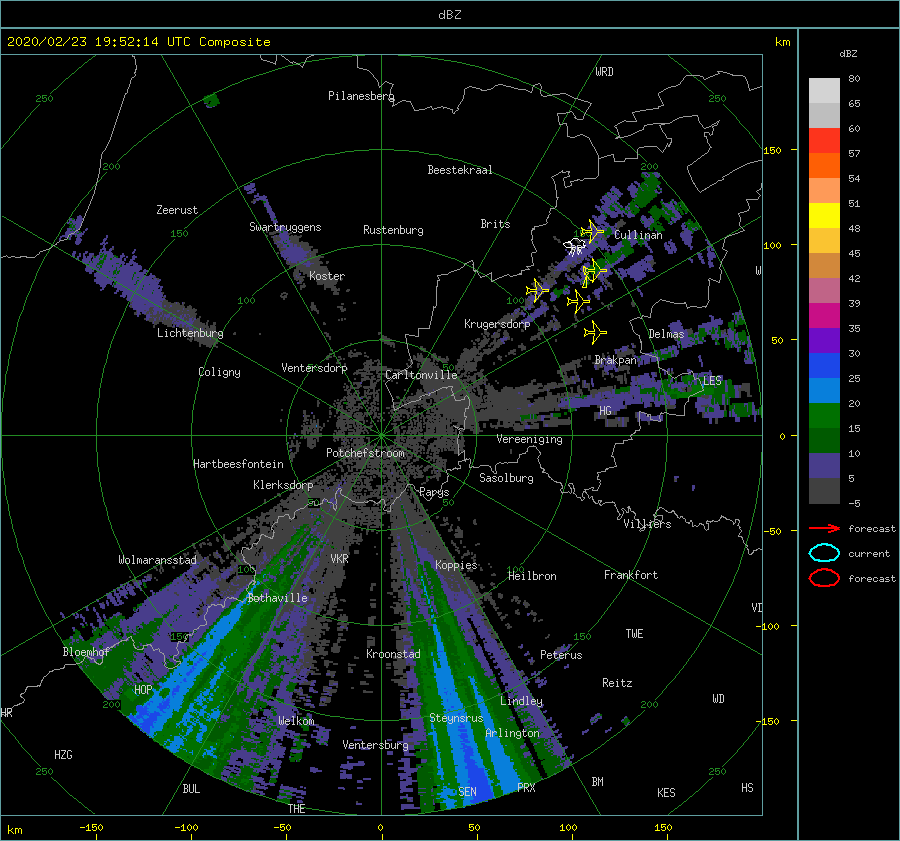 dBZ
2020/02/23 19:52:14 UTC Composite
km
dBZ
WRD
250
Pilanesberg
250
80
65
60
57
54
51
48
45
42
39
35
30
25
20
15
10
5
-5
150
200
Beestekraal
200
Zeerust
Swartruggens
150
Rustenburg
Brits
Cullinan
100
Koster
W
100
100
Lichtenburg
Krugersdorp
Delmas
50
Coligny
Ventersdorp
Carltonville
Brakpan
LES
HG
0
Vereeniging
Potchefstroom
Hartbeesfontein
Klerksdorp
Sasolburg
Parys
50
50
Villiers
-50
forecast
current
forecast
Wolmaransstad
VKR
Koppies
100
100
Heilbron
Frankfort
Bothaville
VD
-100
150
150
TWE
Bloemhof
Kroonstad
Peterus
HOP
Reitz
WD
HR
200
200
Lindley
Welkom
Steynsrus
-150
Arlington
Ventersburg
HZG
250
250
BUL
SEN
PRX
BM
KES
HS
THE
km
-150
-100
-50
0
50
100
150